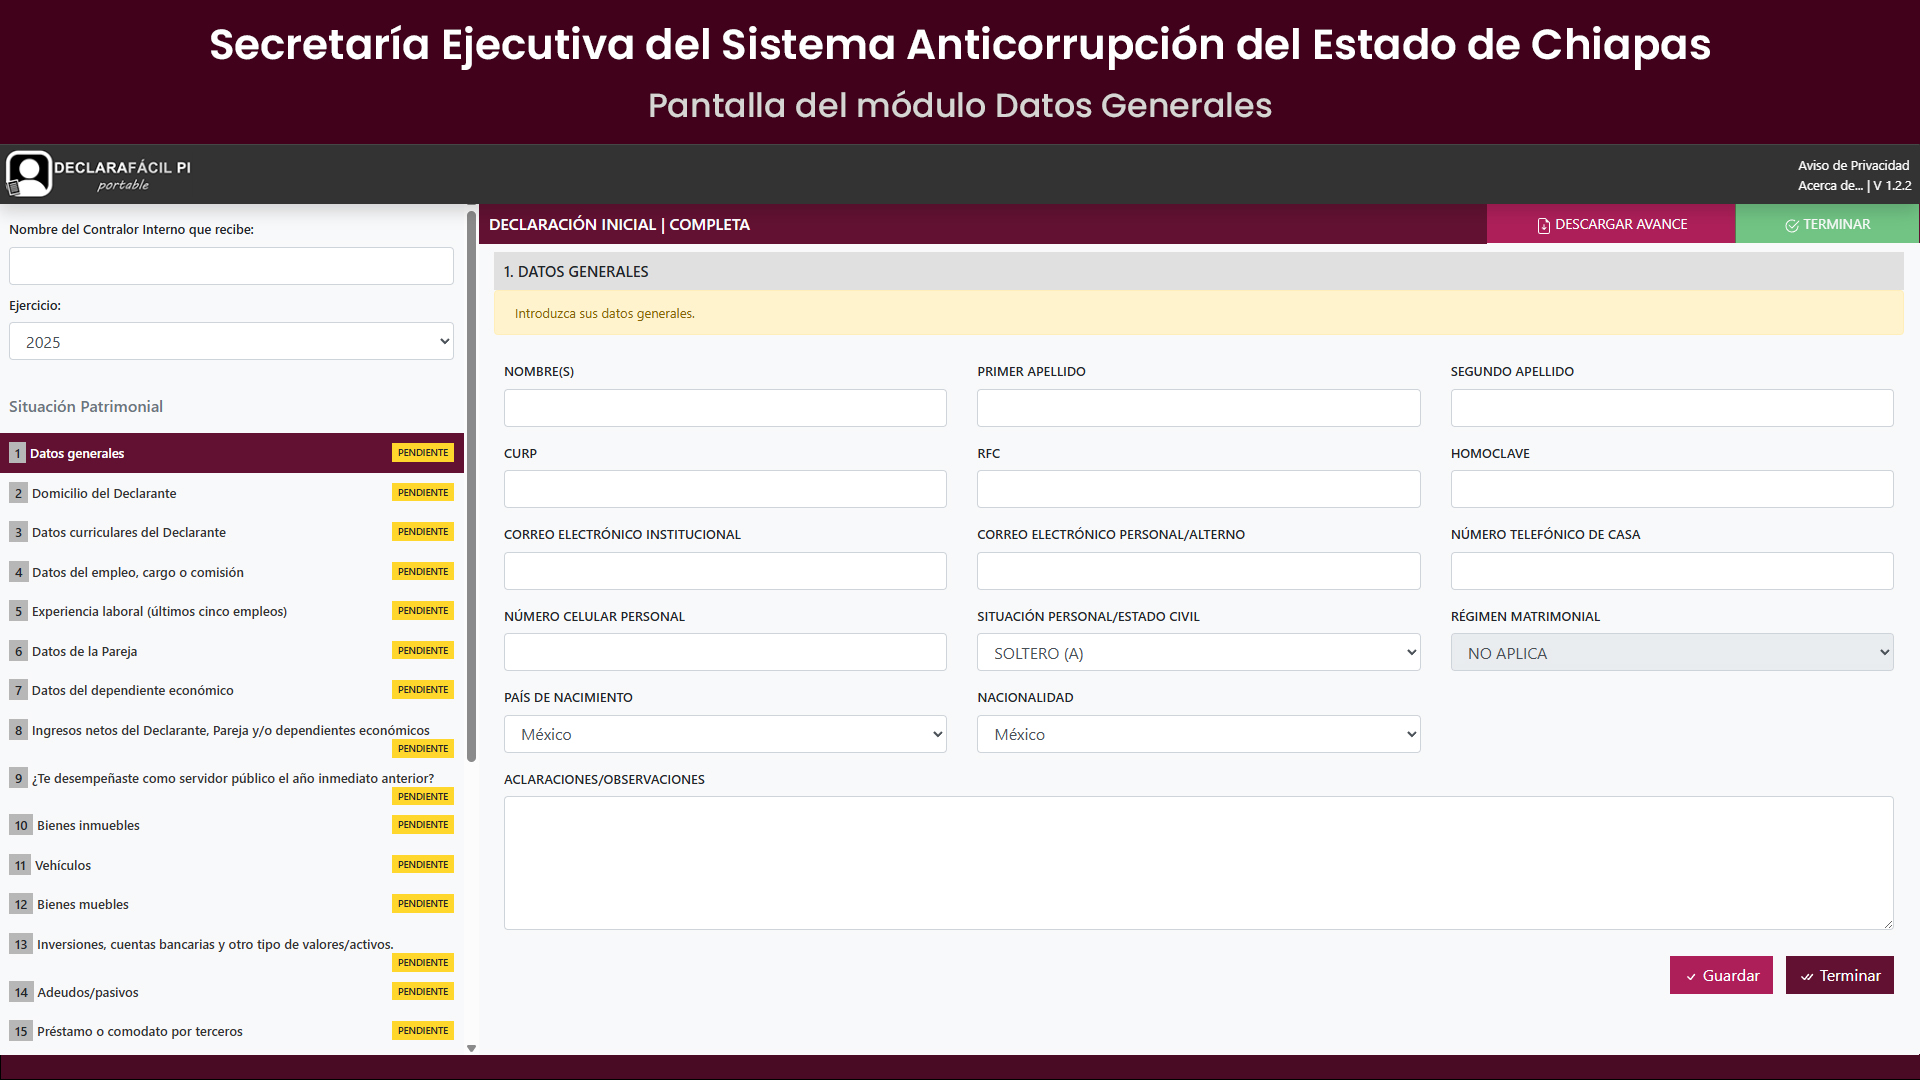 Secretaría Ejecutiva del Sistema Anticorrupción del Estado de Chiapas
Pantalla del módulo Datos Generales
DECLARAFÁCIL PI
portable
Aviso de Privacidad
Acerca de... | V 1.2.2
Nombre del Contralor Interno que recibe:
Ejercicio:
2025
Situación Patrimonial
1 Datos generales PENDIENTE
2 Domicilio del Declarante PENDIENTE
3 Datos curriculares del Declarante PENDIENTE
4 Datos del empleo, cargo o comisión PENDIENTE
5 Experiencia laboral (últimos cinco empleos) PENDIENTE
6 Datos de la Pareja PENDIENTE
7 Datos del dependiente económico PENDIENTE
8 Ingresos netos del Declarante, Pareja y/o dependientes económicos
PENDIENTE
9 ¿Te desempeñaste como servidor público el año inmediato anterior?
PENDIENTE
10 Bienes inmuebles PENDIENTE
11 Vehículos PENDIENTE
12 Bienes muebles PENDIENTE
13 Inversiones, cuentas bancarias y otro tipo de valores/activos.
PENDIENTE
14 Adeudos/pasivos PENDIENTE
15 Préstamo o comodato por terceros PENDIENTE
DECLARACIÓN INICIAL | COMPLETA
DESCARGAR AVANCE
TERMINAR
1. DATOS GENERALES
Introduzca sus datos generales.
NOMBRE(S) PRIMER APELLIDO SEGUNDO APELLIDO
CURP RFC HOMOCLAVE
CORREO ELECTRÓNICO INSTITUCIONAL CORREO ELECTRÓNICO PERSONAL/ALTERNO NÚMERO TELEFÓNICO DE CASA
NÚMERO CELULAR PERSONAL SITUACIÓN PERSONAL/ESTADO CIVIL RÉGIMEN MATRIMONIAL
SOLTERO (A) NO APLICA
PAÍS DE NACIMIENTO NACIONALIDAD
México México
ACLARACIONES/OBSERVACIONES
Guardar Terminar